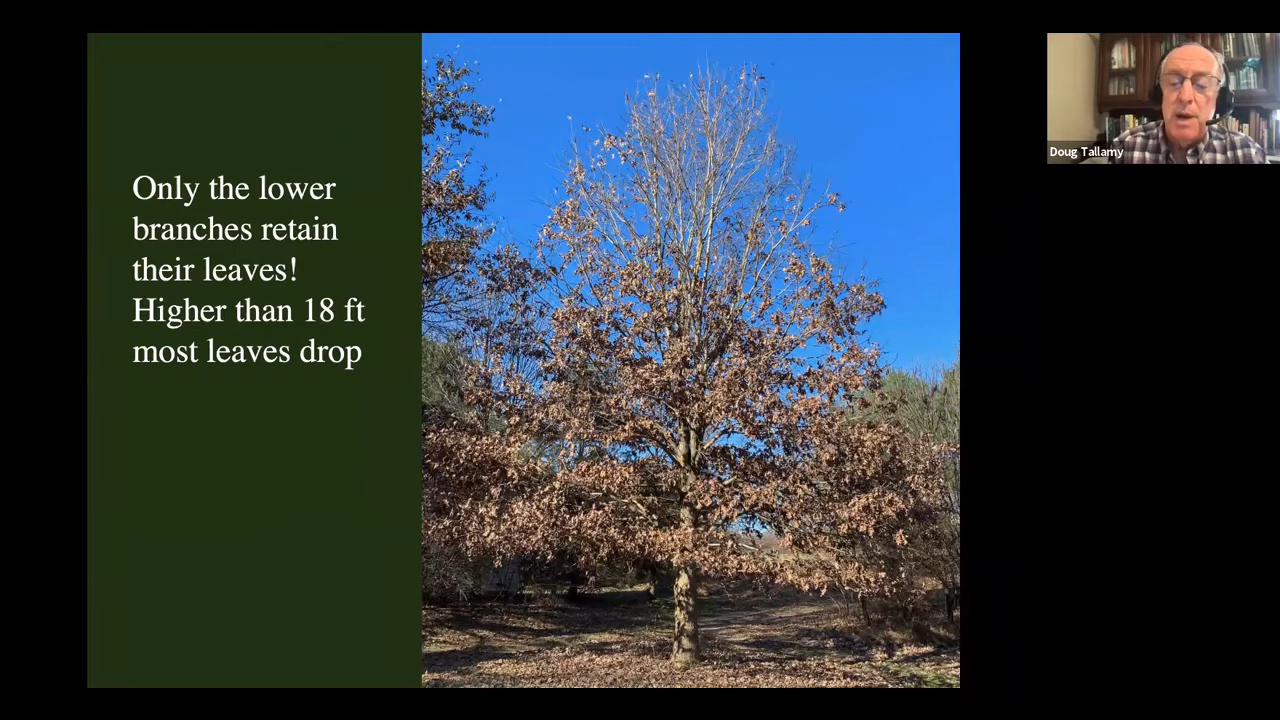 Only the lower
branches retain
their leaves!
Higher than 18 ft
most leaves drop
Doug Tallamy